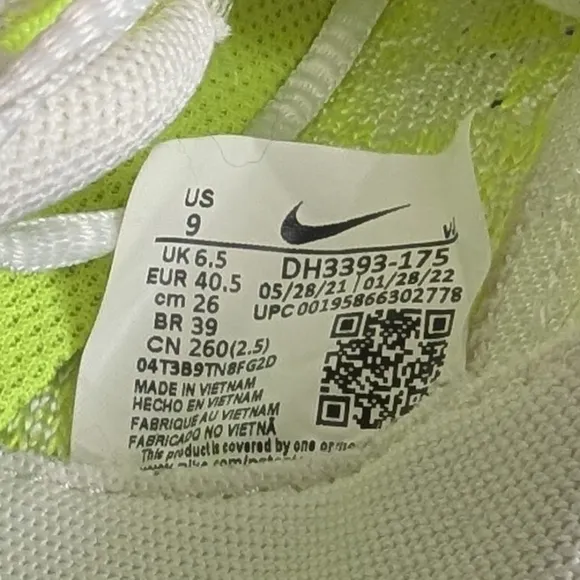 US
9
UK 6.5
EUR 40.5
cm 26
BR 39
CN 260(2.5)
04T3B9TN8FG2D
DH3393-175
05/28/21 | 01/28/22
UPC 00195866302778
MADE IN VIETNAM
HECHO EN VIETNAM
FABRIQUE AU VIETNAM
FABRICADO NO VIETNÃ
This product is covered by one or